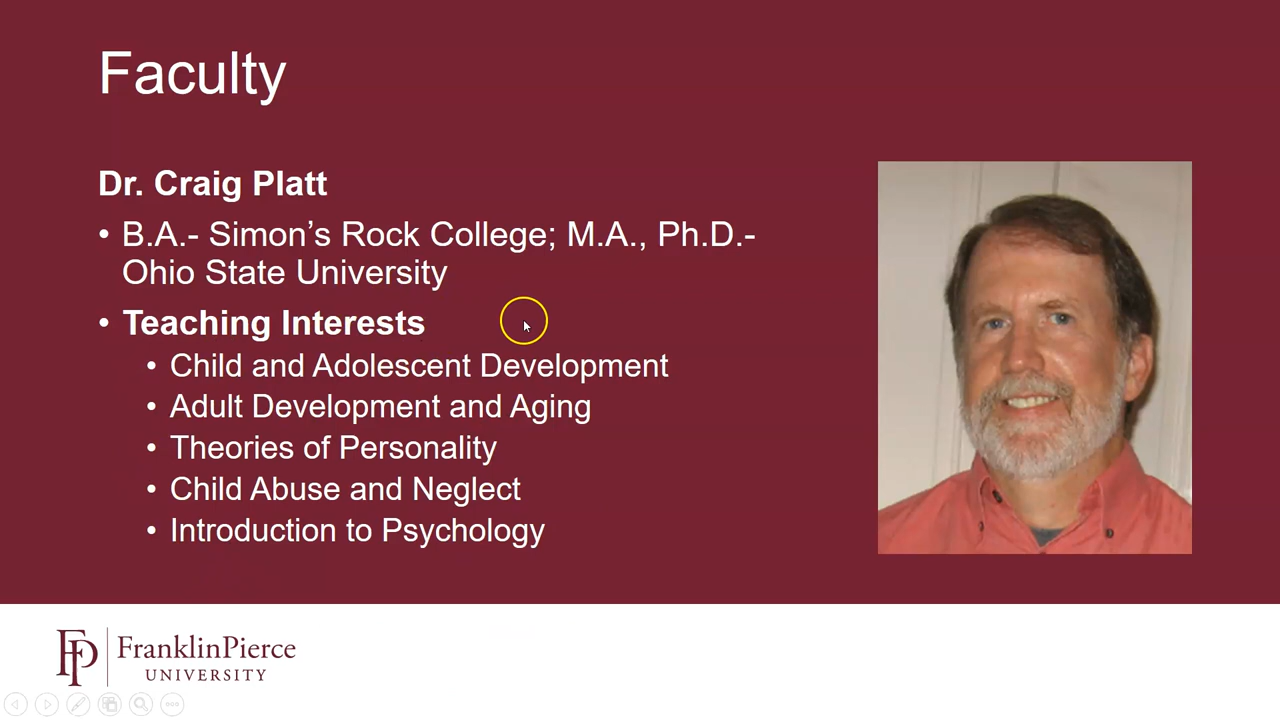 Faculty
Dr. Craig Platt
• B.A.- Simon’s Rock College; M.A., Ph.D.-
Ohio State University
• Teaching Interests
• Child and Adolescent Development
• Adult Development and Aging
• Theories of Personality
• Child Abuse and Neglect
• Introduction to Psychology
FP
FranklinPierce
UNIVERSITY